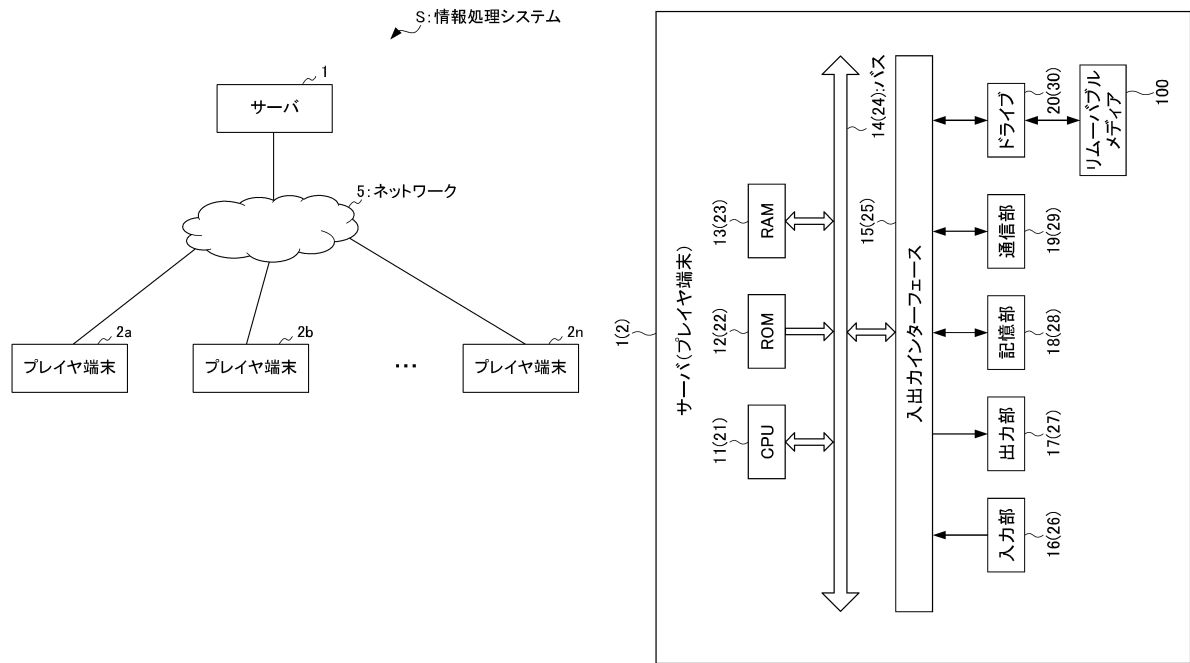 S:情報処理システム
1
サーバ
5:ネットワーク
2a
プレイヤ端末
2b
プレイヤ端末
...
2n
プレイヤ端末
1(2)
サーバ(プレイヤ端末)
11(21)
CPU
12(22)
ROM
13(23)
RAM
14(24):バス
15(25)
入出力インターフェース
入力部
16(26)
出力部
17(27)
記憶部
18(28)
通信部
19(29)
ドライブ
20(30)
リムーバブル
メディア
100